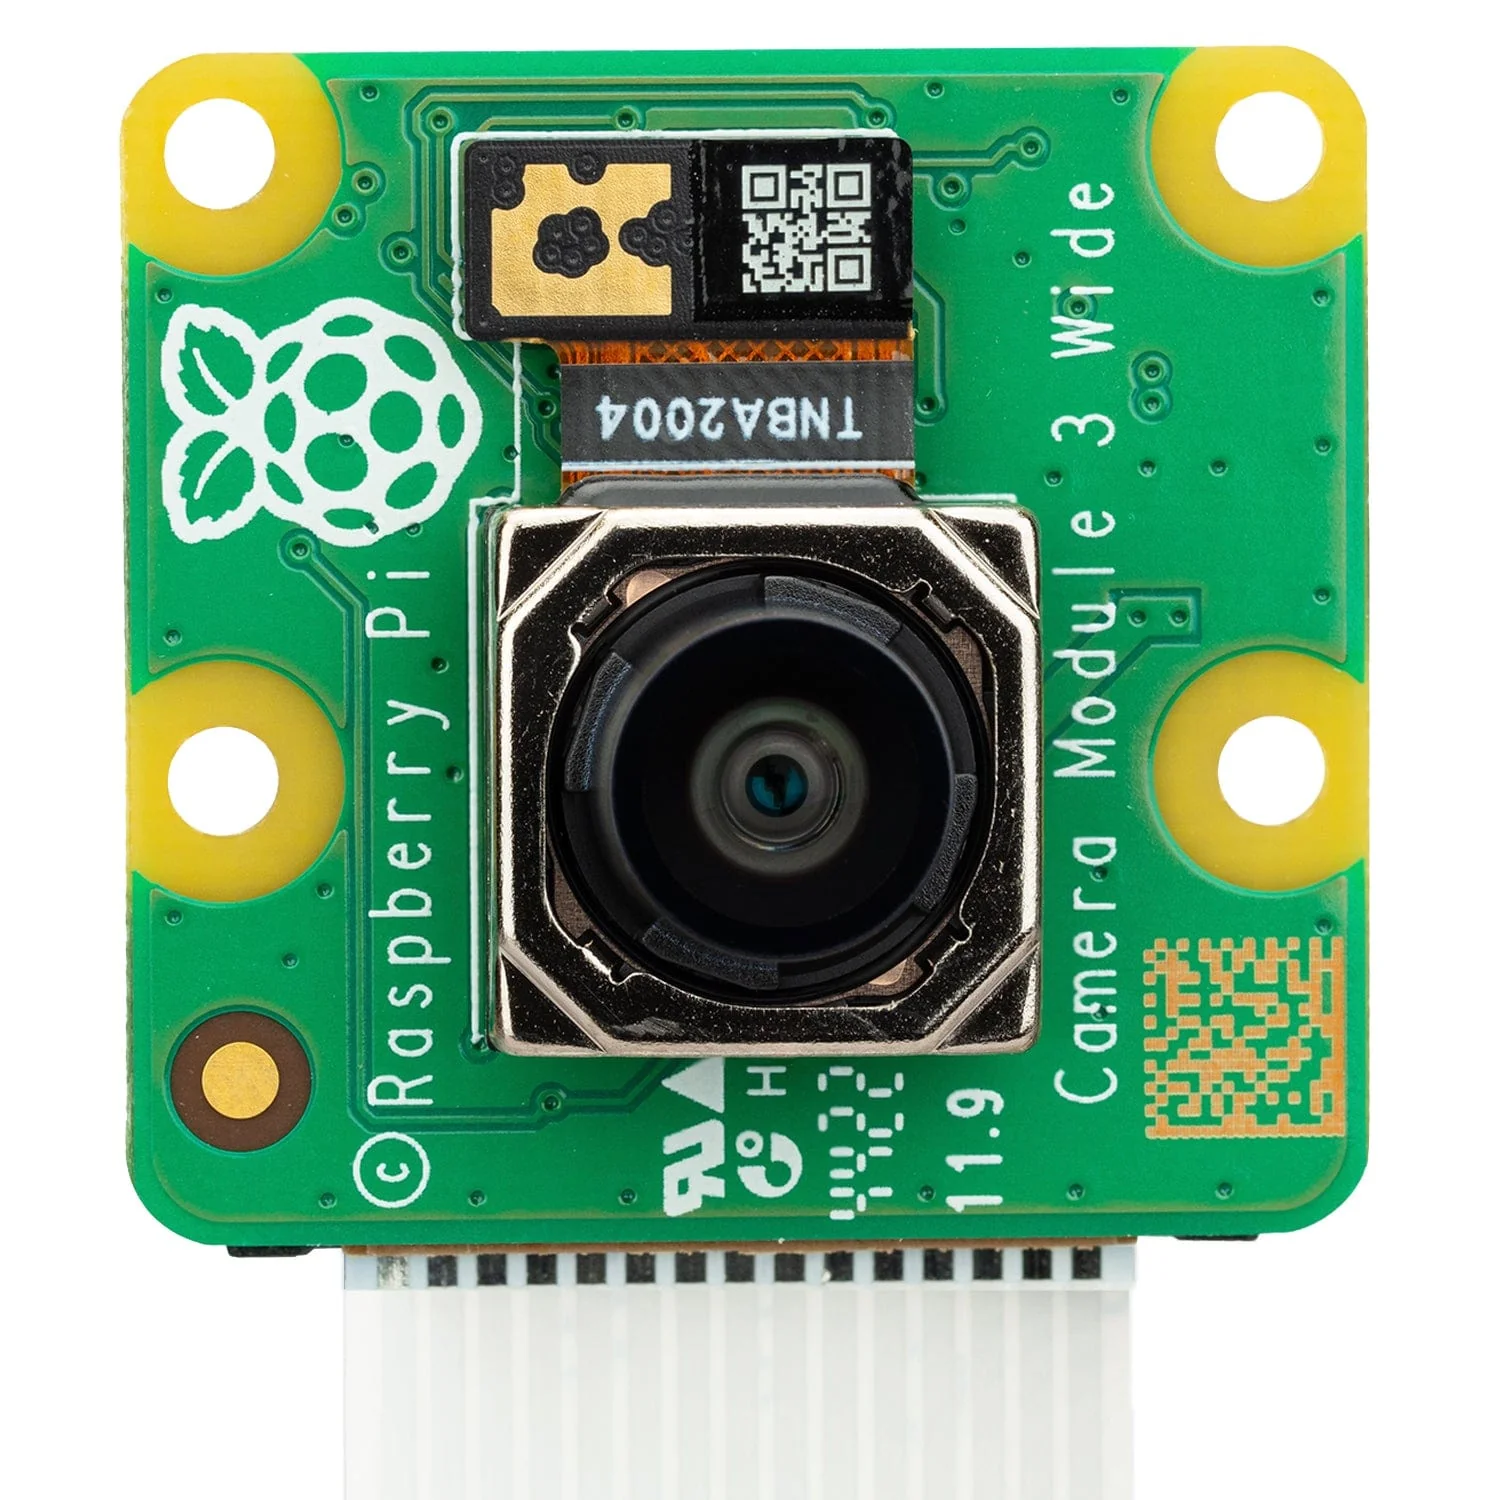 TNBA2004
© Raspberry Pi
Camera Module 3 Wide
H
11.9